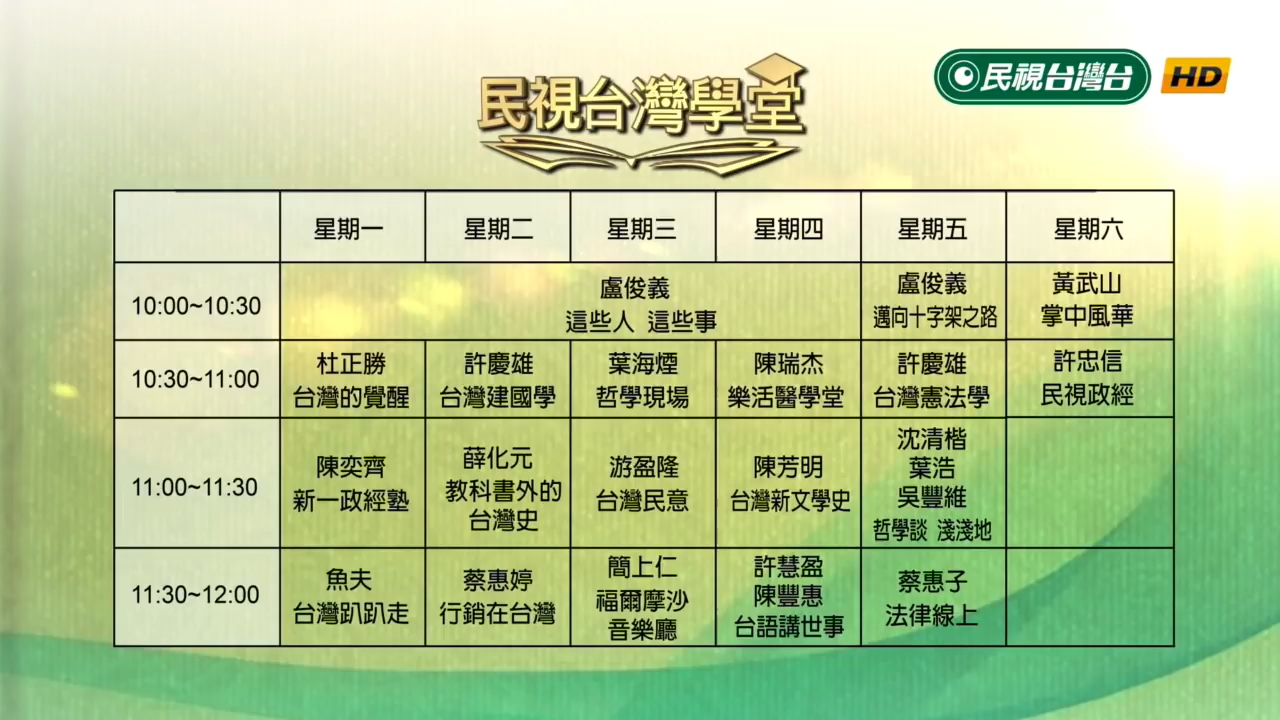 民視台灣學堂
民視台灣台 HD
星期一 星期二 星期三 星期四 星期五 星期六
10:00~10:30
盧俊義
這些人 這些事
盧俊義
邁向十字架之路
黃武山
掌中風華
10:30~11:00
杜正勝
台灣的覺醒
許慶雄
台灣建國學
葉海煙
哲學現場
陳瑞杰
樂活醫學堂
許慶雄
台灣憲法學
許忠信
民視政經
11:00~11:30
陳奕齊
新一政經塾
薛化元
教科書外的
台灣史
游盈隆
台灣民意
陳芳明
台灣新文學史
沈清楷
葉浩
吳豐維
哲學談 淺淺地
11:30~12:00
魚夫
台灣趴趴走
蔡惠婷
行銷在台灣
簡上仁
福爾摩沙
音樂廳
許慧盈
陳豐惠
台語講世事
蔡惠子
法律線上